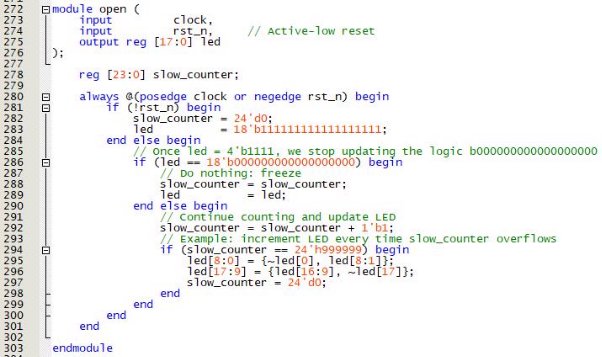 272 module open (
273 input clock,
274 input rst_n, // Active-low reset
275 output reg [17:0] led
276 );
277
278 reg [23:0] slow_counter;
279
280 always @(posedge clock or negedge rst_n) begin
281 if (!rst_n) begin
282 slow_counter = 24'd0;
283 led = 18'b111111111111111111;
284 end else begin
285 // Once led = 4'b1111, we stop updating the logic b000000000000000000
286 if (led == 18'b000000000000000000) begin
287 // Do nothing: freeze
288 slow_counter = slow_counter;
289 led = led;
290 end else begin
291 // Continue counting and update LED
292 slow_counter = slow_counter + 1'b1;
293 // Example: increment LED every time slow_counter overflows
294 if (slow_counter == 24'h999999) begin
295 led[8:0] = {~led[0], led[8:1]};
296 led[17:9] = {led[16:9], ~led[17]};
297 slow_counter = 24'd0;
298 end
299 end
300 end
301 end
302
303 endmodule